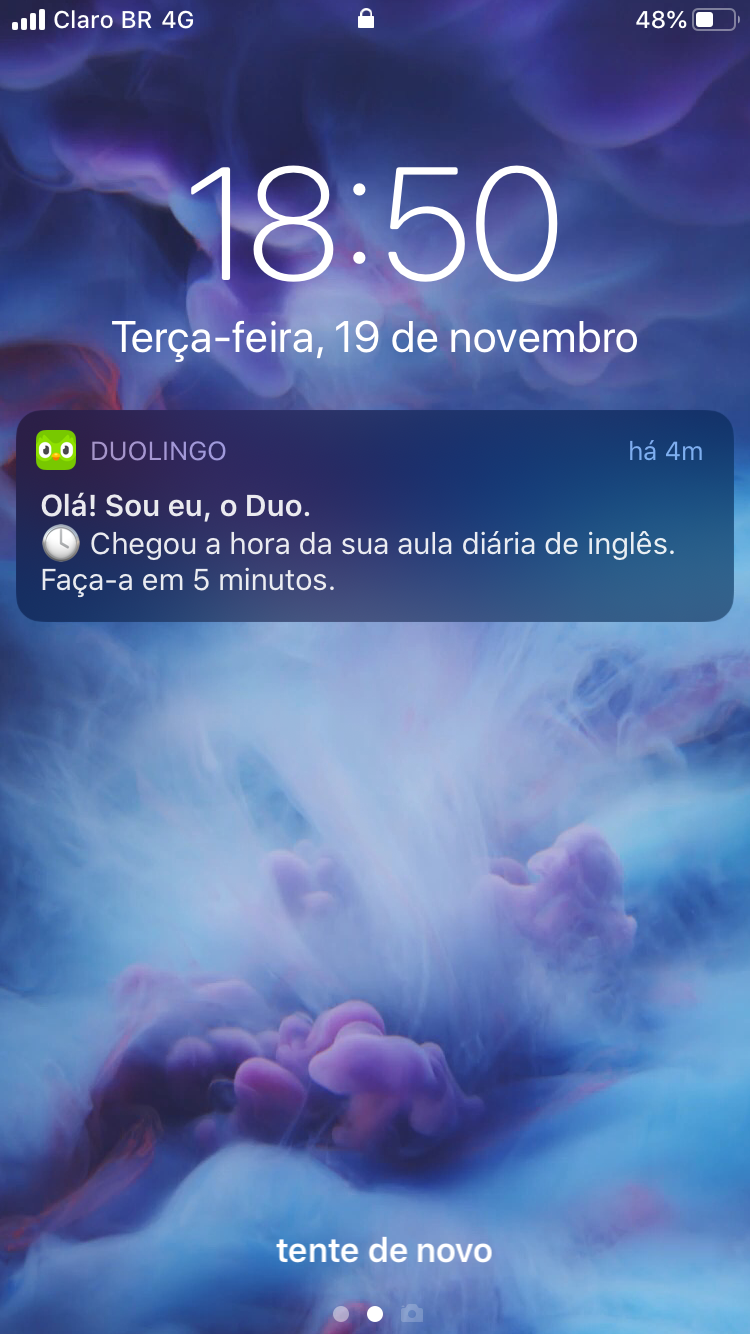 Claro BR 4G 48%
18:50
Terça-feira, 19 de novembro
DUOLINGO há 4m
Olá! Sou eu, o Duo.
🕓 Chegou a hora da sua aula diária de inglês.
Faça-a em 5 minutos.
tente de novo